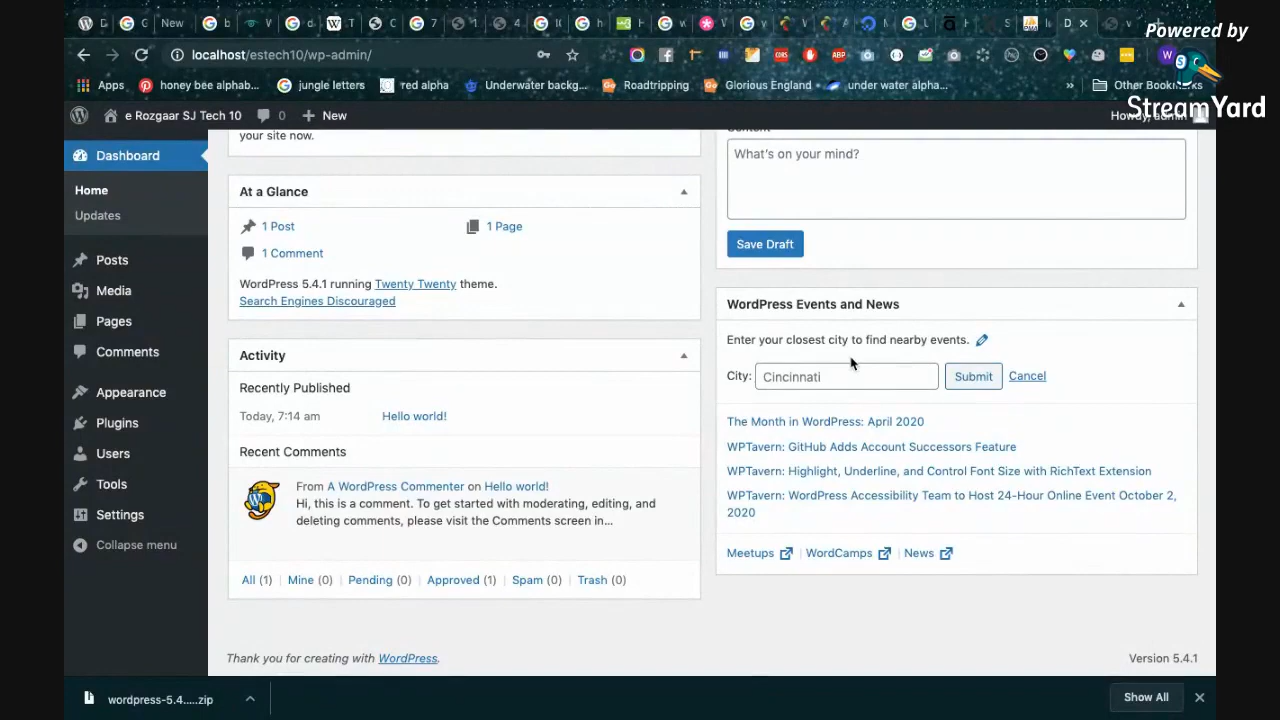 New
localhost/estech10/wp-admin/
Powered by
StreamYard
Apps
honey bee alphab...
jungle letters
red alpha
Underwater backg...
Roadtripping
Glorious England
under water alpha...
»
Other Bookmarks
e Rozgaar SJ Tech 10
0
New
Howdy, admin
Dashboard
Home
Updates
Posts
Media
Pages
Comments
Appearance
Plugins
Users
Tools
Settings
Collapse menu
your site now.
At a Glance
1 Post
1 Page
1 Comment
WordPress 5.4.1 running Twenty Twenty theme.
Search Engines Discouraged
Activity
Recently Published
Today, 7:14 am
Hello world!
Recent Comments
From A WordPress Commenter on Hello world!
Hi, this is a comment. To get started with moderating, editing, and
deleting comments, please visit the Comments screen in...
All (1) | Mine (0) | Pending (0) | Approved (1) | Spam (0) | Trash (0)
Content
What's on your mind?
Save Draft
WordPress Events and News
Enter your closest city to find nearby events.
City: Cincinnati Submit Cancel
The Month in WordPress: April 2020
WPTavern: GitHub Adds Account Successors Feature
WPTavern: Highlight, Underline, and Control Font Size with RichText Extension
WPTavern: WordPress Accessibility Team to Host 24-Hour Online Event October 2,
2020
Meetups | WordCamps | News
Thank you for creating with WordPress.
Version 5.4.1
wordpress-5.4.....zip
Show All